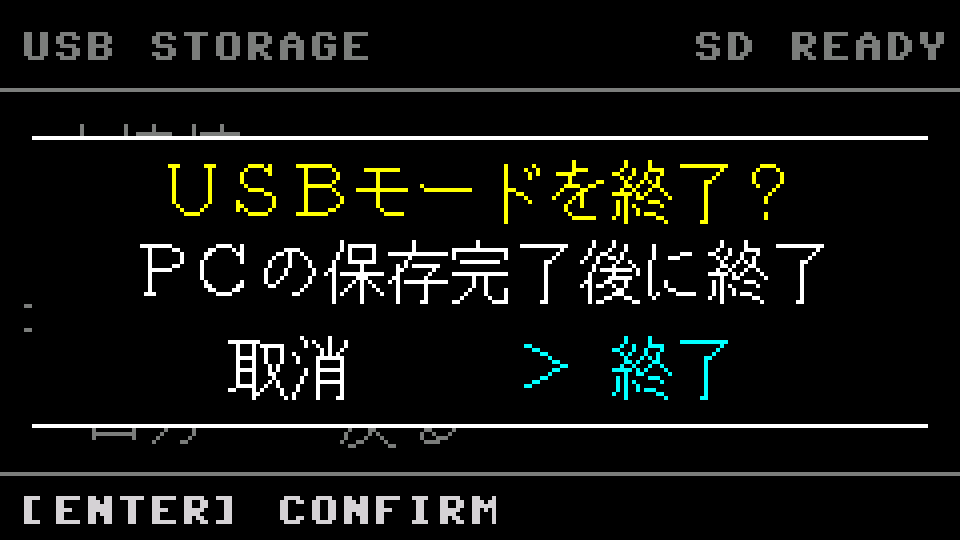 USB STORAGE SD READY
USBモードを終了?
PCの保存完了後に終了
取消 > 終了
[ENTER] CONFIRM